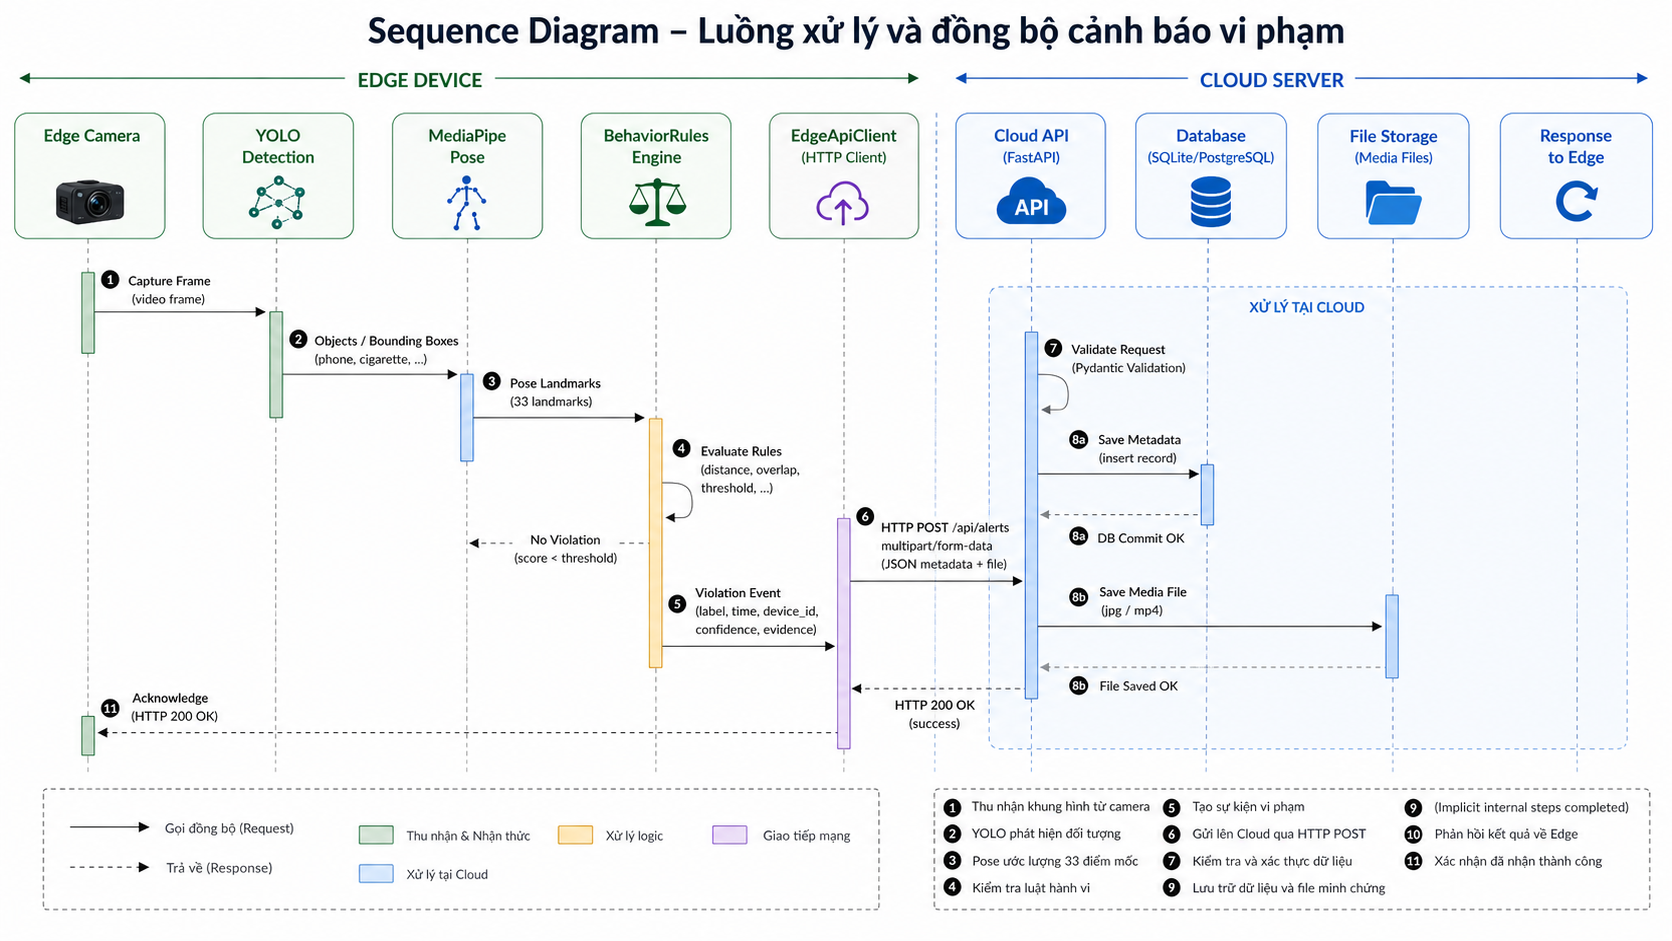 Sequence Diagram – Luồng xử lý và đồng bộ cảnh báo vi phạm
EDGE DEVICE
CLOUD SERVER
Edge Camera
YOLO
Detection
MediaPipe
Pose
BehaviorRules
Engine
EdgeApiClient
(HTTP Client)
Cloud API
(FastAPI)
API
Database
(SQLite/PostgreSQL)
File Storage
(Media Files)
Response
to Edge
1 Capture Frame
(video frame)
2 Objects / Bounding Boxes
(phone, cigarette, ...)
3 Pose Landmarks
(33 landmarks)
4 Evaluate Rules
(distance, overlap,
threshold, ...)
No Violation
(score < threshold)
5 Violation Event
(label, time, device_id,
confidence, evidence)
6 HTTP POST /api/alerts
multipart/form-data
(JSON metadata + file)
XỬ LÝ TẠI CLOUD
7 Validate Request
(Pydantic Validation)
8a Save Metadata
(insert record)
8a DB Commit OK
8b Save Media File
(jpg / mp4)
8b File Saved OK
HTTP 200 OK
(success)
11 Acknowledge
(HTTP 200 OK)
Gọi đồng bộ (Request)
Trả về (Response)
Thu nhận & Nhận thức
Xử lý logic
Giao tiếp mạng
Xử lý tại Cloud
1 Thu nhận khung hình từ camera
2 YOLO phát hiện đối tượng
3 Pose ước lượng 33 điểm mốc
4 Kiểm tra luật hành vi
5 Tạo sự kiện vi phạm
6 Gửi lên Cloud qua HTTP POST
7 Kiểm tra và xác thực dữ liệu
9 Lưu trữ dữ liệu và file minh chứng
9 (Implicit internal steps completed)
10 Phản hồi kết quả về Edge
11 Xác nhận đã nhận thành công